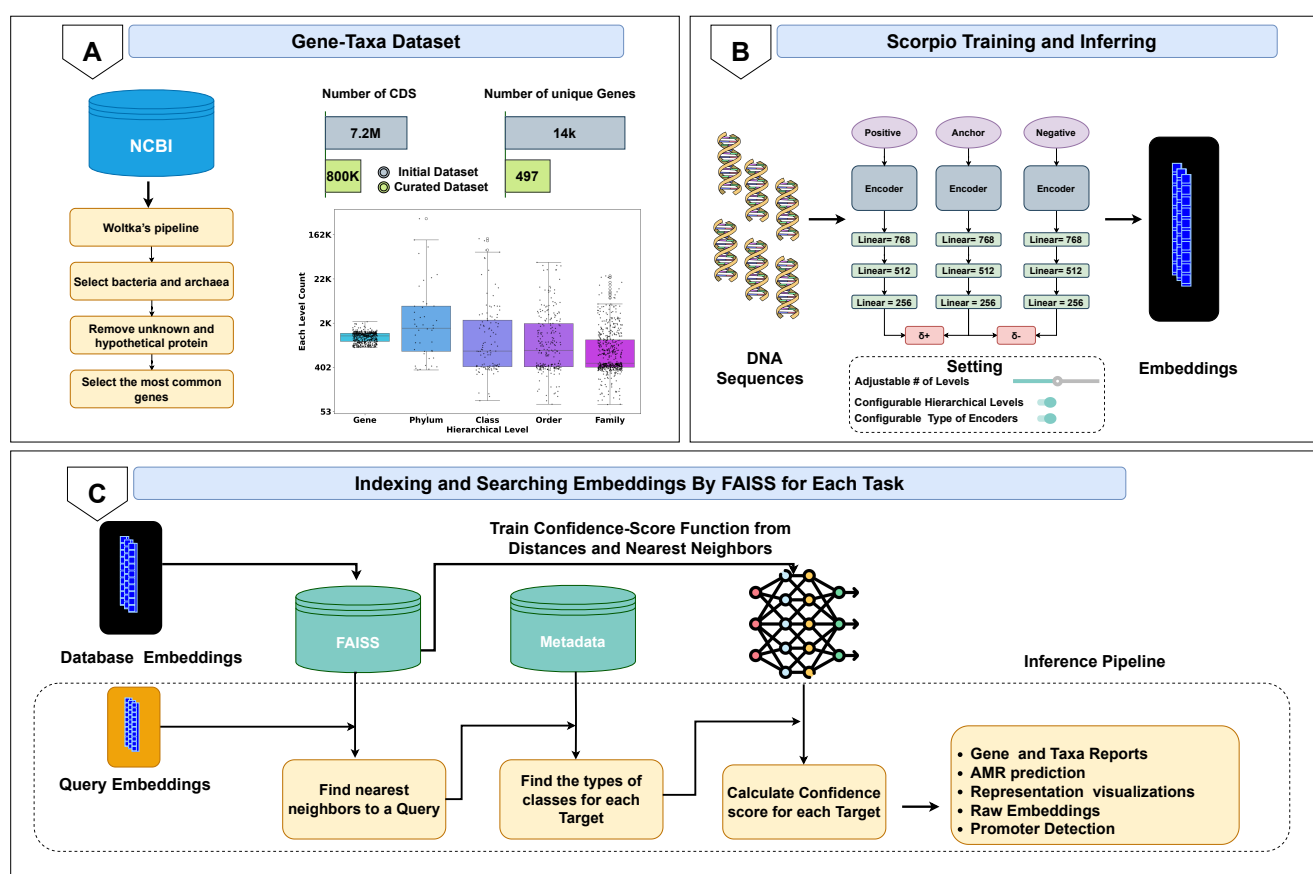 A
Gene-Taxa Dataset
NCBI
Woltka's pipeline
Select bacteria and archaea
Remove unknown and
hypothetical protein
Select the most common
genes
Number of CDS
7.2M
800K
Initial Dataset
Curated Dataset
Number of unique Genes
14k
497
Each Level Count
162K
22K
2K
402
53
Gene
Phylum
Class
Order
Family
Hierarchical Level
B
Scorpio Training and Inferring
DNA
Sequences
Positive
Anchor
Negative
Encoder
Encoder
Encoder
Linear= 768
Linear= 768
Linear= 768
Linear= 512
Linear= 512
Linear= 512
Linear = 256
Linear = 256
Linear = 256
δ+
δ-
Setting
Adjustable # of Levels
Configurable Hierarchical Levels
Configurable Type of Encoders
Embeddings
C
Indexing and Searching Embeddings By FAISS for Each Task
Train Confidence-Score Function from
Distances and Nearest Neighbors
Database Embeddings
FAISS
Metadata
Inference Pipeline
Query Embeddings
Find nearest
neighbors to a Query
Find the types of
classes for each
Target
Calculate Confidence
score for each Target
• Gene and Taxa Reports
• AMR prediction
• Representation visualizations
• Raw Embeddings
• Promoter Detection